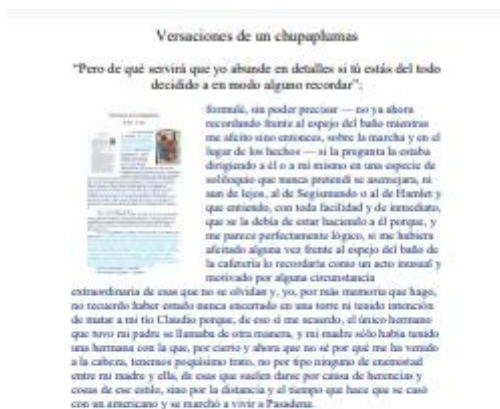 Versaciones de un chupaplumas
“Pero de qué servirá que yo abunde en detalles si tú estás del todo
decidido a en modo alguno recordar”;
formulé, sin poder precisar — no ya ahora
recordando frente al espejo del baño mientras
me afeito sino entonces, sobre la marcha y en el
lugar de los hechos — si la pregunta la estaba
dirigiendo a él o a mí mismo en una especie de
soliloquio que nunca pretendí se asemejara, ni
aun de lejos, al de Segismundo o al de Hamlet y
que entiendo, con toda facilidad y de inmediato,
que se la debía de estar haciendo a él porque, y
me parece perfectamente lógico, si me hubiera
afeitado alguna vez frente al espejo del baño de
la cafetería lo recordaría como un acto inusual y
motivado por alguna circunstancia
extraordinaria de esas que no se olvidan y, yo, por más memoria que hago,
no recuerdo haber estado nunca encerrado en una torre ni tenido intención
de matar a mi tío Claudio porque, de eso sí me acuerdo, el único hermano
que tuvo mi padre se llamaba de otra manera, y mi madre sólo había tenido
una hermana con la que, por cierto y ahora que no sé por qué me ha venido
a la cabeza, tenemos poquísimo trato, no por tipo ninguno de enemistad
entre mi madre y ella, de esas que suelen darse por causa de herencias y
cosas de ese estilo, sino por la distancia y el tiempo que hace que se casó
con un americano y se marchó a vivir a Pasadena.